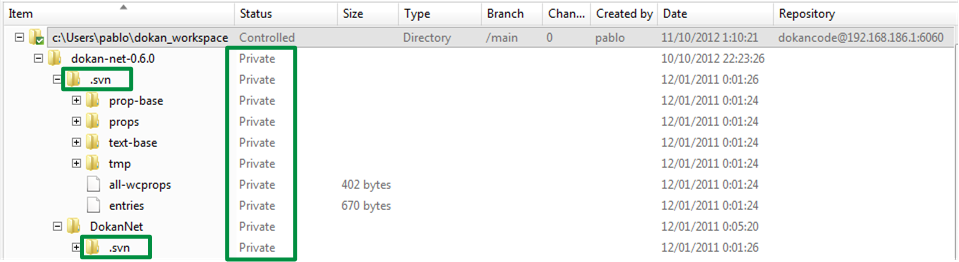 Item Status Size Type Branch Chan... Created by Date Repository
c:\Users\pablo\dokan_workspace Controlled Directory /main 0 pablo 11/10/2012 1:10:21 dokancode@192.168.186.1:6060
dokan-net-0.6.0 Private 10/10/2012 22:23:26
.svn Private 12/01/2011 0:01:26
prop-base Private 12/01/2011 0:01:24
props Private 12/01/2011 0:01:24
text-base Private 12/01/2011 0:01:24
tmp Private 12/01/2011 0:01:24
all-wcprops Private 402 bytes 12/01/2011 0:01:24
entries Private 670 bytes 12/01/2011 0:01:24
DokanNet Private 12/01/2011 0:05:20
.svn Private 12/01/2011 0:01:26